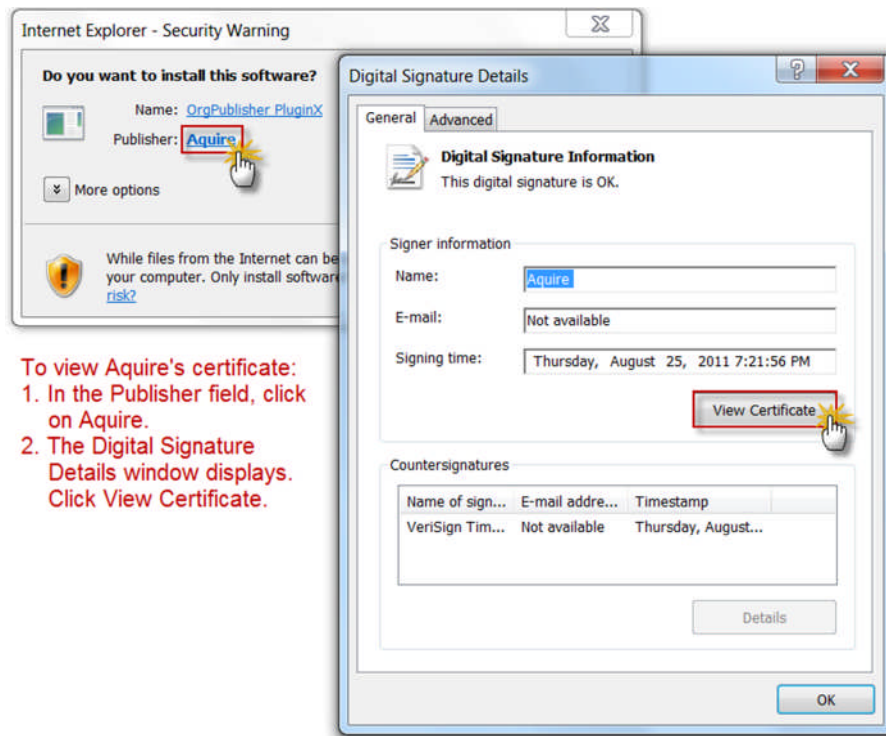 Internet Explorer - Security Warning
Do you want to install this software?
Name: OrgPublisher PluginX
Publisher: Aquire
More options
While files from the Internet can be
your computer. Only install software
risk?
To view Aquire's certificate:
1. In the Publisher field, click
on Aquire.
2. The Digital Signature
Details window displays.
Click View Certificate.
Digital Signature Details
General Advanced
Digital Signature Information
This digital signature is OK.
Signer information
Name: Aquire
E-mail: Not available
Signing time: Thursday, August 25, 2011 7:21:56 PM
View Certificate
Countersignatures
Name of sign... E-mail addre... Timestamp
VeriSign Tim... Not available Thursday, August...
Details
OK